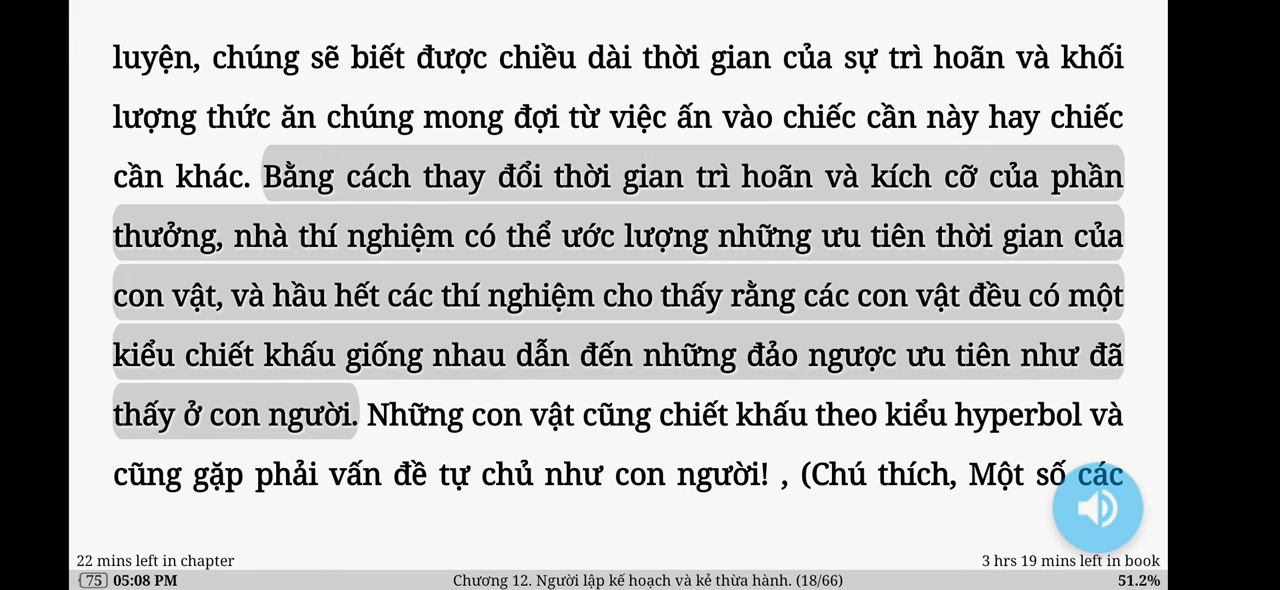 luyện, chúng sẽ biết được chiều dài thời gian của sự trì hoãn và khối
lượng thức ăn chúng mong đợi từ việc ấn vào chiếc cần này hay chiếc
cần khác. Bằng cách thay đổi thời gian trì hoãn và kích cỡ của phần
thưởng, nhà thí nghiệm có thể ước lượng những ưu tiên thời gian của
con vật, và hầu hết các thí nghiệm cho thấy rằng các con vật đều có một
kiểu chiết khấu giống nhau dẫn đến những đảo ngược ưu tiên như đã
thấy ở con người. Những con vật cũng chiết khấu theo kiểu hyperbol và
cũng gặp phải vấn đề tự chủ như con người! , (Chú thích, Một số các
22 mins left in chapter 3 hrs 19 mins left in book
75 05:08 PM Chương 12. Người lập kế hoạch và kẻ thừa hành. (18/66) 51.2%